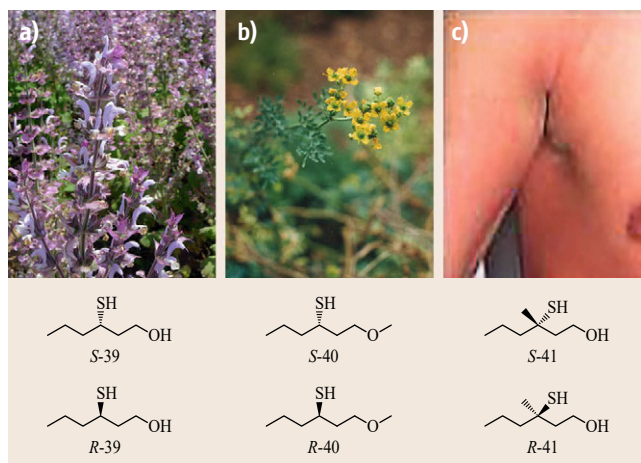 a) b) c)
SH SH SH
OH O OH
S-39 S-40 S-41
SH SH SH
OH O OH
R-39 R-40 R-41